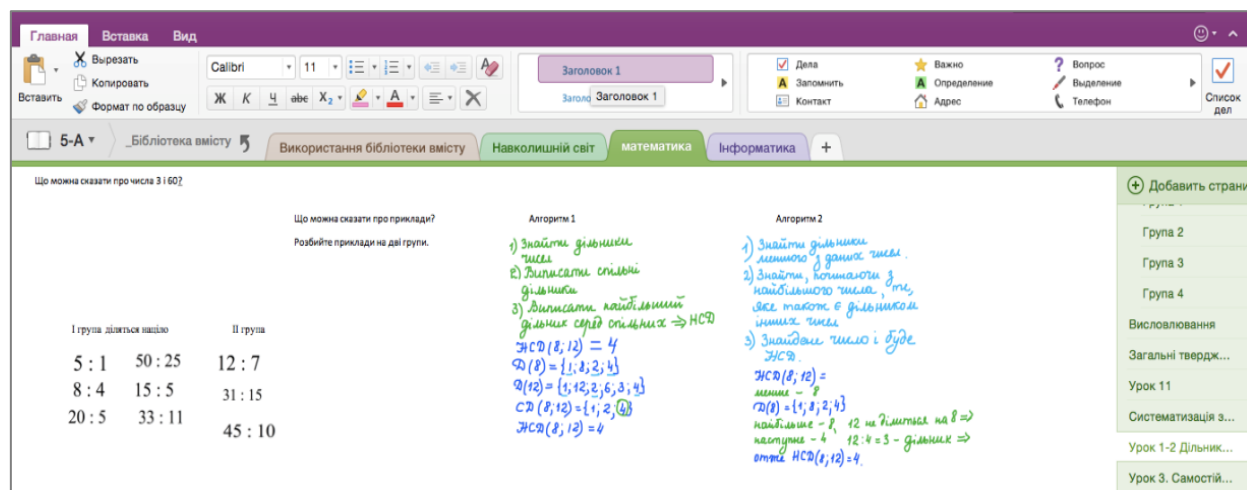 Главная Вставка Вид
Вставить
Вырезать
Копировать
Формат по образцу
Calibri 11
Ж К Ч abc X₂ A
Заголовок 1
Заголо
Заголовок 1
Дела
Запомнить
Контакт
Важно
Определение
Адрес
Вопрос
Выделение
Телефон
Список дел
5-А _Бібліотека вмісту
Використання бібліотеки вмісту Навколишній світ математика Інформатика +
Що можна сказати про числа 3 і 60?
Що можна сказати про приклади?
Розбийте приклади на дві групи.
І група діляться націло ІІ група
5 : 1 50 : 25 12 : 7
8 : 4 15 : 5 31 : 15
20 : 5 33 : 11 45 : 10
Алгоритм 1
1) Знайти дільники
чисел
2) Виписати спільні
дільники
3) Виписати найбільший
дільник серед спільних ⇒ НСД
НСД(8;12) = 4
Д(8) = {1;8;2;4}
Д(12) = {1;12;2;6;3;4}
СД(8;12) = {1;2;4}
НСД(8;12) = 4
Алгоритм 2
1) Знайти дільники
меншого з даних чисел.
2) Знайти, починаючи з
найбільшого числа, те,
яке також є дільником
інших чисел
3) Знайдене число і буде
НСД.
НСД(8;12) =
менше – 8
Д(8) = {1;8;2;4}
найбільше – 8, 12 не ділиться на 8 ⇒
наступне – 4 12:4 = 3 – дільник ⇒
отже НСД(8;12) = 4.
Добавить страни
Група 2
Група 3
Група 4
Висловлювання
Загальні твердж...
Урок 11
Систематизація з...
Урок 1-2 Дільник...
Урок 3. Самостій...